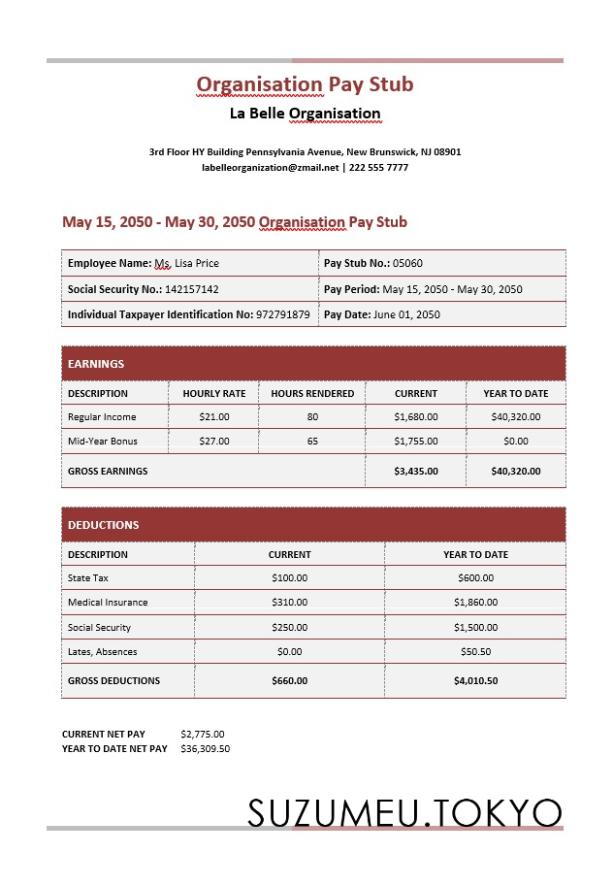 Organisation Pay Stub
La Belle Organisation
3rd Floor HY Building Pennsylvania Avenue, New Brunswick, NJ 08901
labelleorganization@zmail.net | 222 555 7777
May 15, 2050 - May 30, 2050 Organisation Pay Stub
Employee Name: Ms. Lisa Price Pay Stub No.: 05060
Social Security No.: 142157142 Pay Period: May 15, 2050 - May 30, 2050
Individual Taxpayer Identification No: 972791879 Pay Date: June 01, 2050
EARNINGS
DESCRIPTION HOURLY RATE HOURS RENDERED CURRENT YEAR TO DATE
Regular Income $21.00 80 $1,680.00 $40,320.00
Mid-Year Bonus $27.00 65 $1,755.00 $0.00
GROSS EARNINGS $3,435.00 $40,320.00
DEDUCTIONS
DESCRIPTION CURRENT YEAR TO DATE
State Tax $100.00 $600.00
Medical Insurance $310.00 $1,860.00
Social Security $250.00 $1,500.00
Lates, Absences $0.00 $50.50
GROSS DEDUCTIONS $660.00 $4,010.50
CURRENT NET PAY $2,775.00
YEAR TO DATE NET PAY $36,309.50
SUZUMEU.TOKYO